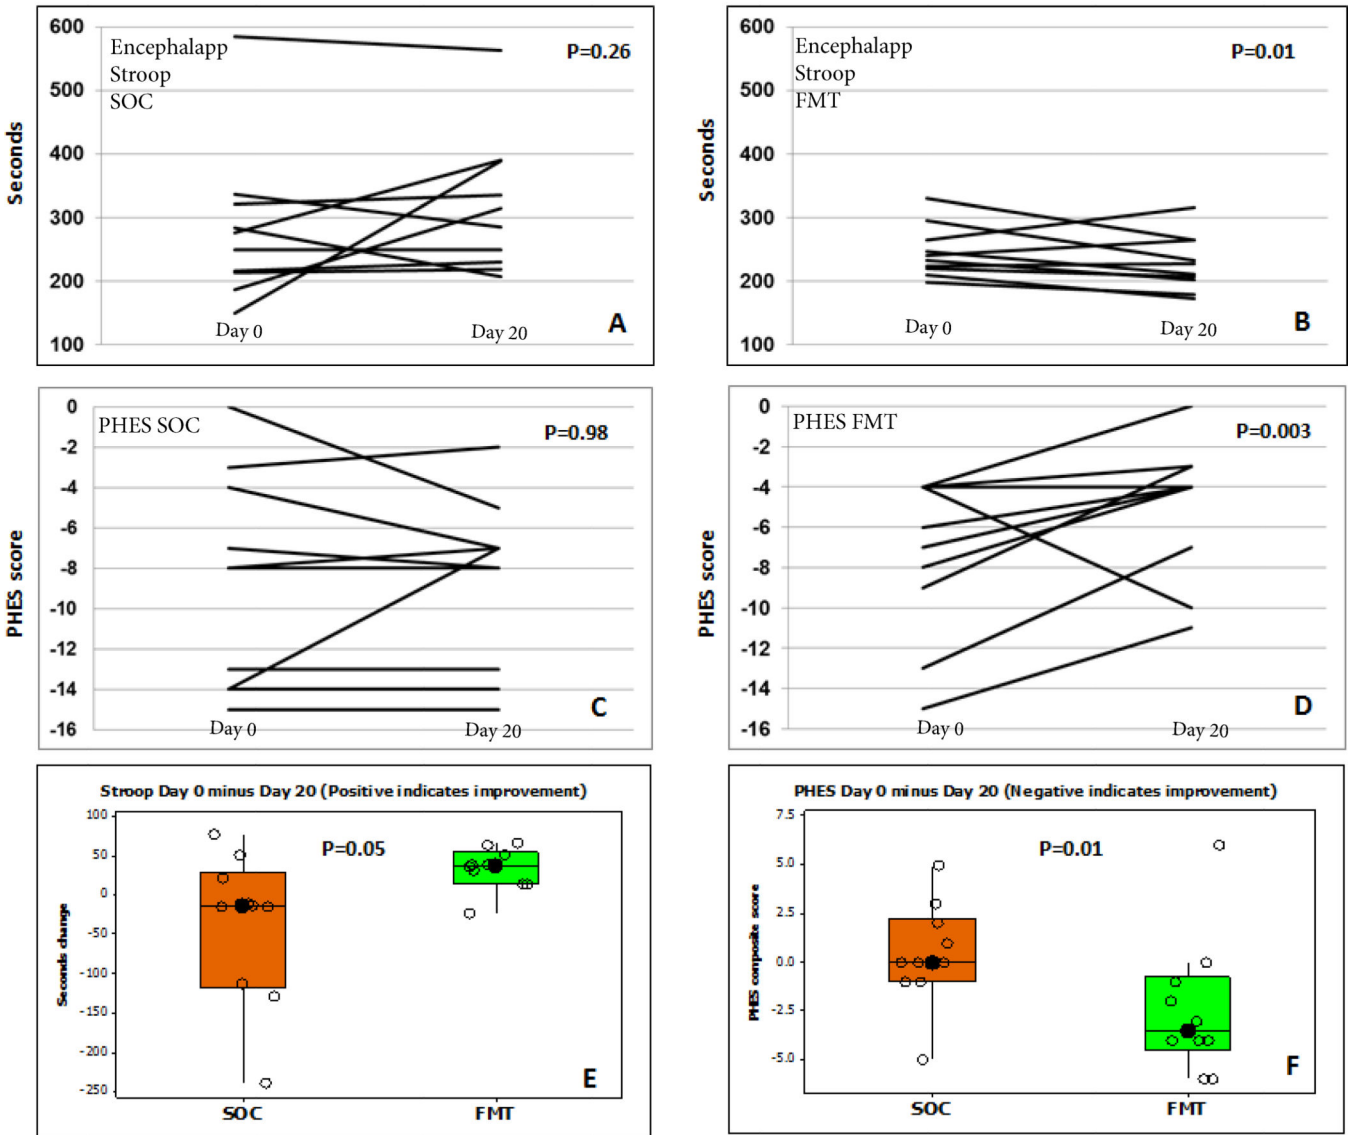 600
500
400
300
200
100
Seconds
Encephalapp
Stroop
SOC
P=0.26
Day 0
Day 20
A
600
500
400
300
200
100
Seconds
Encephalapp
Stroop
FMT
P=0.01
Day 0
Day 20
B
0
-2
-4
-6
-8
-10
-12
-14
-16
PHES score
PHES SOC
P=0.98
Day 0
Day 20
C
0
-2
-4
-6
-8
-10
-12
-14
-16
PHES score
PHES FMT
P=0.003
Day 0
Day 20
D
Stroop Day 0 minus Day 20 (Positive indicates improvement)
100
50
0
-50
-100
-150
-200
-250
Seconds change
P=0.05
SOC
FMT
E
PHES Day 0 minus Day 20 (Negative indicates improvement)
7.5
5.0
2.5
0.0
-2.5
-5.0
PHES composite score
P=0.01
SOC
FMT
F